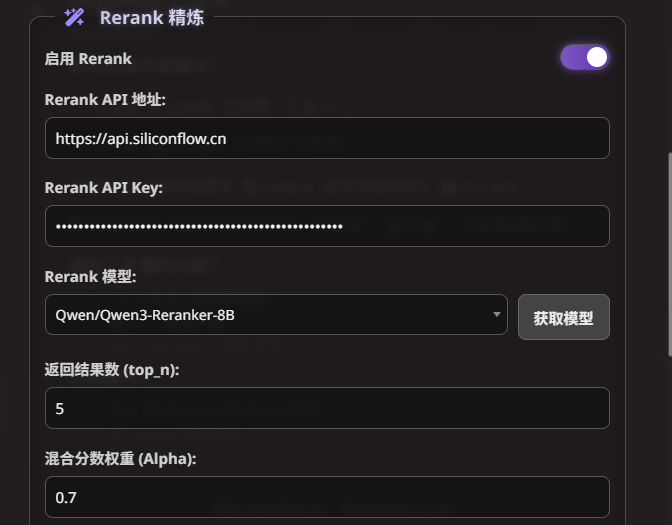 Rerank 精炼
启用 Rerank
Rerank API 地址:
https://api.siliconflow.cn
Rerank API Key:
••••••••••••••••••••••••••••••••••••••••••••••••••••
Rerank 模型:
Qwen/Qwen3-Reranker-8B
获取模型
返回结果数 (top_n):
5
混合分数权重 (Alpha):
0.7